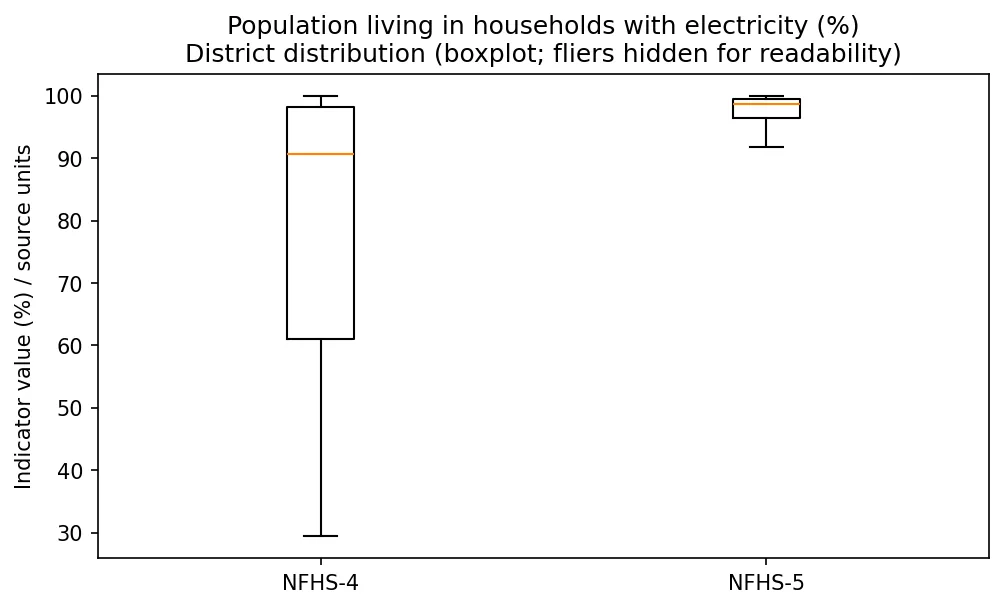 Population living in households with electricity (%)
District distribution (boxplot; fliers hidden for readability)
Indicator value (%) / source units
100
90
80
70
60
50
40
30
NFHS-4
NFHS-5